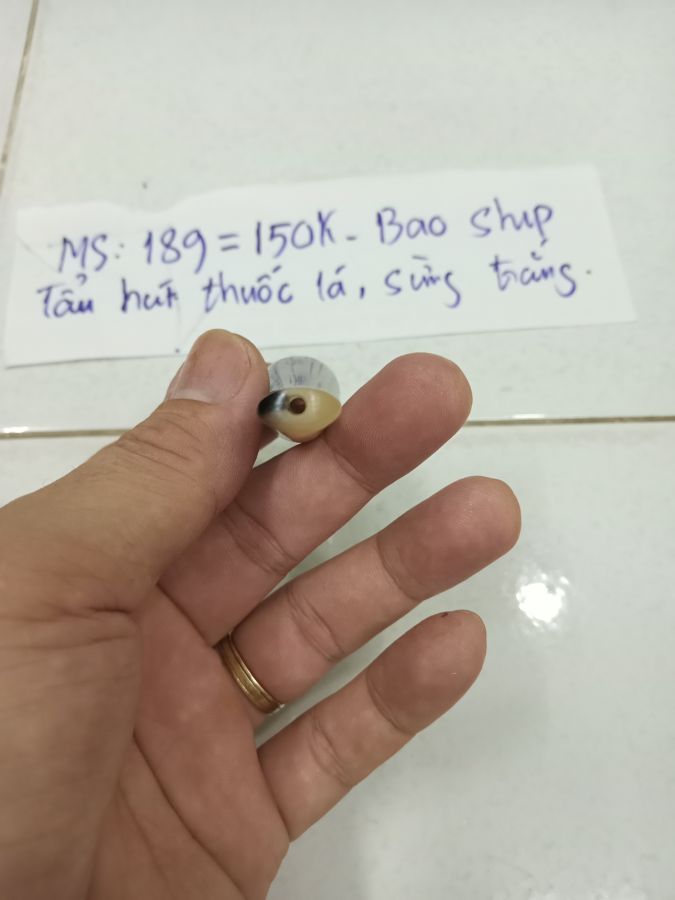 MS: 189 = 150K - Bao Ship
Tẩu hút thuốc lá, sừng trắng.